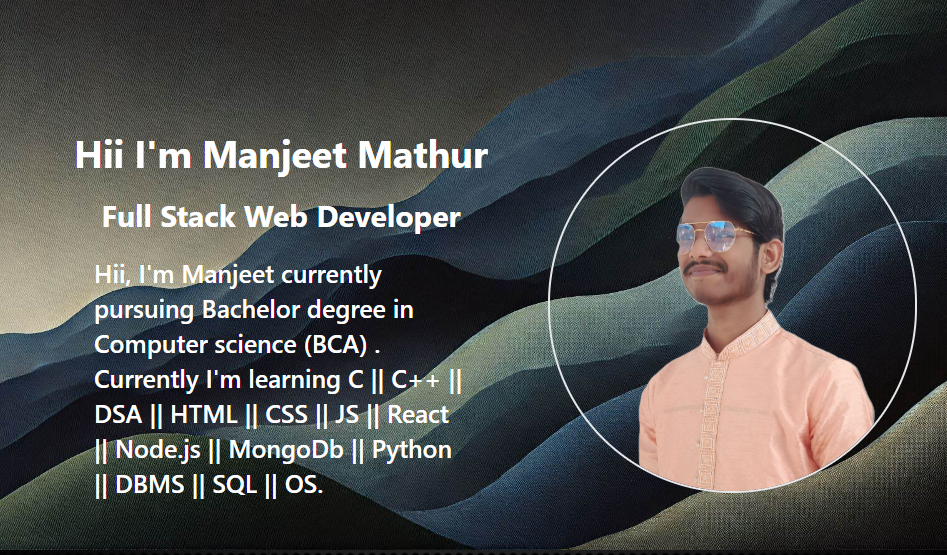 Hii I'm Manjeet Mathur
Full Stack Web Developer
Hii, I'm Manjeet currently
pursuing Bachelor degree in
Computer science (BCA) .
Currently I'm learning C || C++ ||
DSA || HTML || CSS || JS || React
|| Node.js || MongoDb || Python
|| DBMS || SQL || OS.